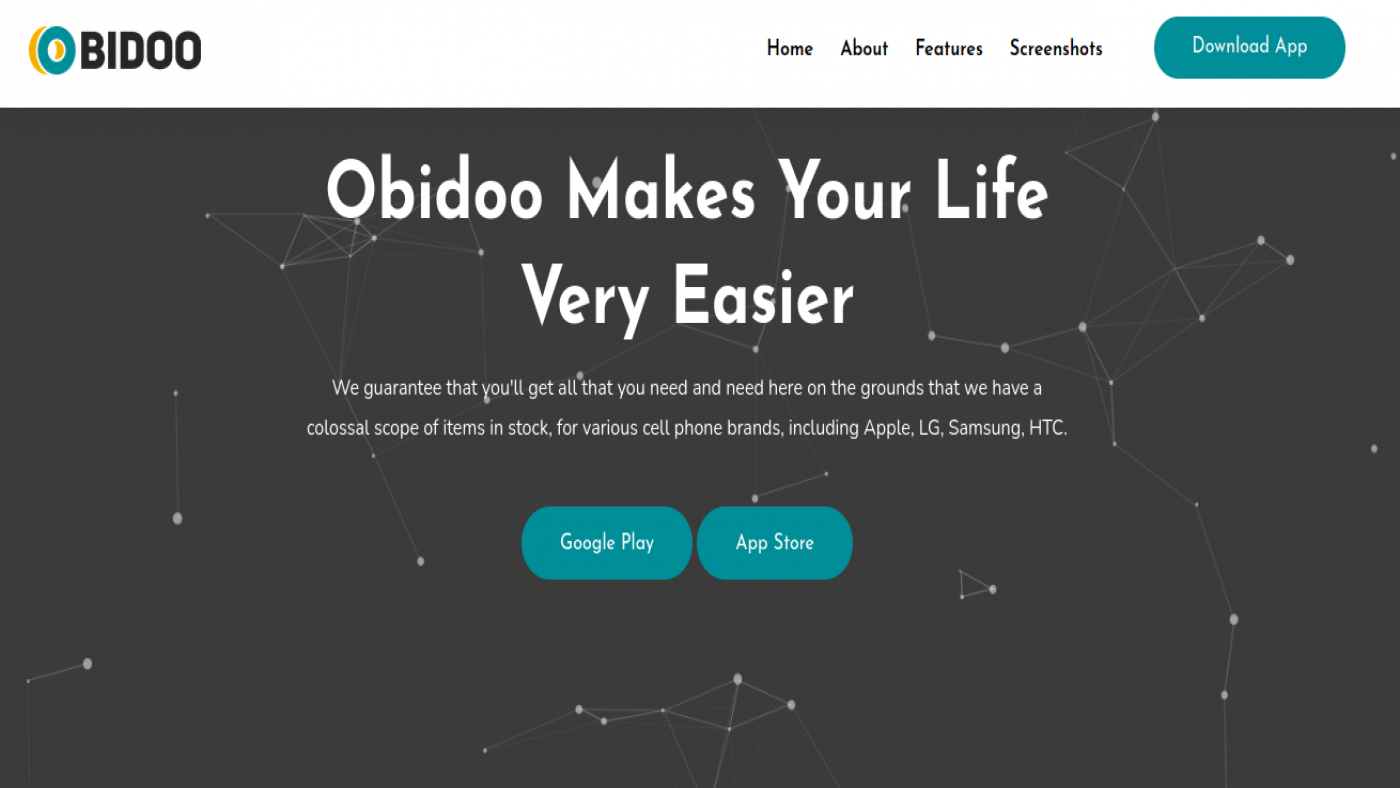 OBIDOO
Home About Features Screenshots Download App
Obidoo Makes Your Life
Very Easier
We guarantee that you'll get all that you need and need here on the grounds that we have a
colossal scope of items in stock, for various cell phone brands, including Apple, LG, Samsung, HTC.
Google Play App Store